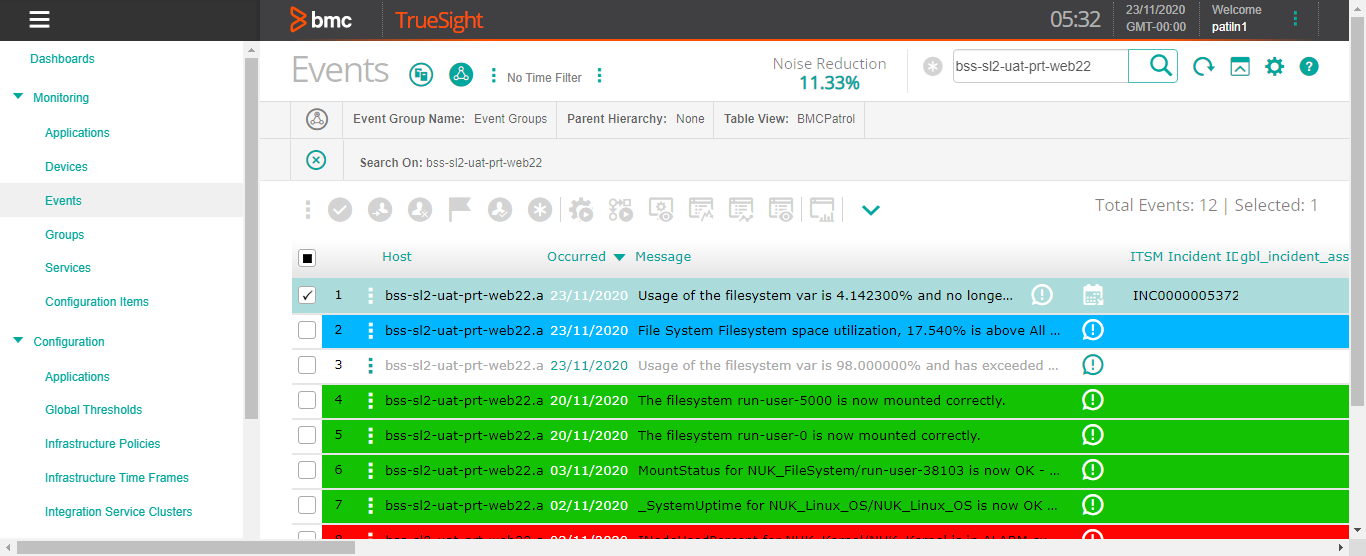 bmc TrueSight 05:32 23/11/2020 GMT-00:00 Welcome patiln1
Dashboards
Monitoring
Applications
Devices
Events
Groups
Services
Configuration Items
Configuration
Applications
Global Thresholds
Infrastructure Policies
Infrastructure Time Frames
Integration Service Clusters
Events No Time Filter Noise Reduction 11.33% bss-sl2-uat-prt-web22 ?
Event Group Name: Event Groups Parent Hierarchy: None Table View: BMCPatrol
Search On: bss-sl2-uat-prt-web22
Total Events: 12 | Selected: 1
Host Occurred Message ITSM Incident ID gbl_incident_ass
1 bss-sl2-uat-prt-web22.a 23/11/2020 Usage of the filesystem var is 4.142300% and no longe... INC0000005372
2 bss-sl2-uat-prt-web22.a 23/11/2020 File System Filesystem space utilization, 17.540% is above All ...
3 bss-sl2-uat-prt-web22.a 23/11/2020 Usage of the filesystem var is 98.000000% and has exceeded ...
4 bss-sl2-uat-prt-web22.a 20/11/2020 The filesystem run-user-5000 is now mounted correctly.
5 bss-sl2-uat-prt-web22.a 20/11/2020 The filesystem run-user-0 is now mounted correctly.
6 bss-sl2-uat-prt-web22.a 03/11/2020 MountStatus for NUK_FileSystem/run-user-38103 is now OK - ...
7 bss-sl2-uat-prt-web22.a 02/11/2020 _SystemUptime for NUK_Linux_OS/NUK_Linux_OS is now OK ...